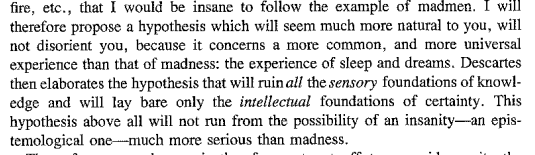 fire, etc., that I would be insane to follow the example of madmen. I will
therefore propose a hypothesis which will seem much more natural to you, will
not disorient you, because it concerns a more common, and more universal
experience than that of madness: the experience of sleep and dreams. Descartes
then elaborates the hypothesis that will ruin all the sensory foundations of knowl-
edge and will lay bare only the intellectual foundations of certainty. This
hypothesis above all will not run from the possibility of an insanity—an epis-
temological one—much more serious than madness.